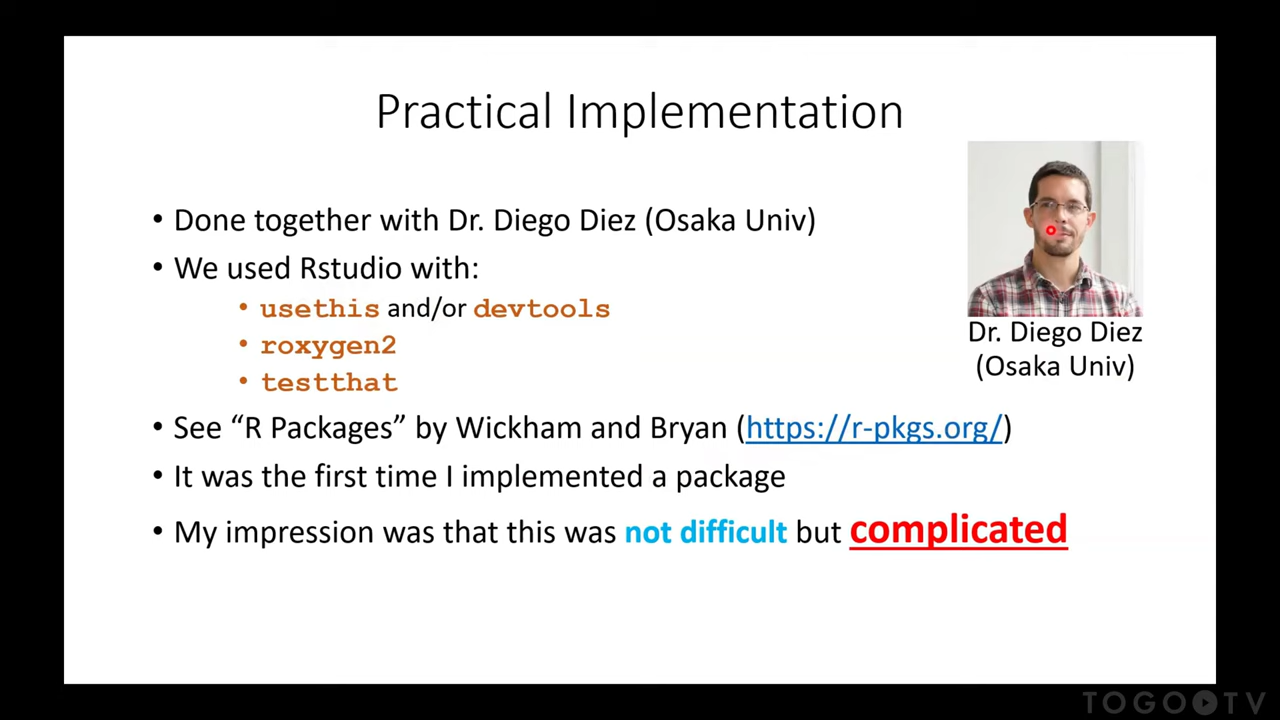 Practical Implementation
• Done together with Dr. Diego Diez (Osaka Univ)
• We used Rstudio with:
• usethis and/or devtools
• roxygen2
• testthat
• See “R Packages” by Wickham and Bryan (https://r-pkgs.org/)
• It was the first time I implemented a package
• My impression was that this was not difficult but complicated
Dr. Diego Diez
(Osaka Univ)
TOGOTV